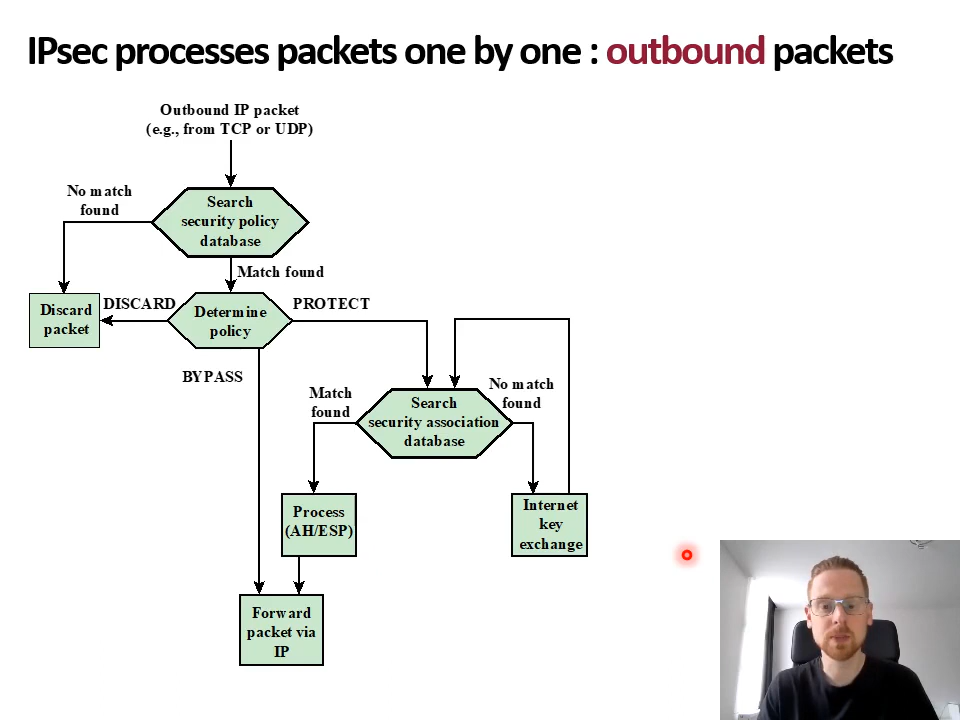 IPsec processes packets one by one : outbound packets
Outbound IP packet
(e.g., from TCP or UDP)
No match
found
Search
security policy
database
Match found
Discard
packet
DISCARD
Determine
policy
PROTECT
BYPASS
Match
found
Search
security association
database
No match
found
Process
(AH/ESP)
Internet
key
exchange
Forward
packet via
IP